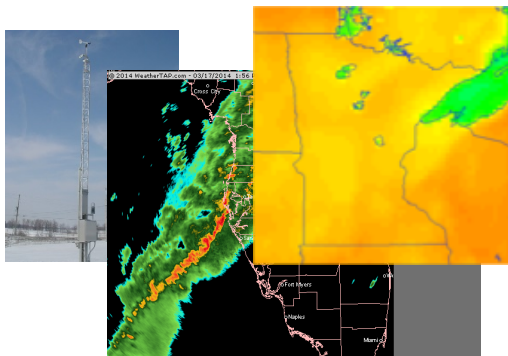 © 2014 WeatherTAP.com - 03/17/2014 1:56 P
Cross City
Fort Myers
Naples
Miami